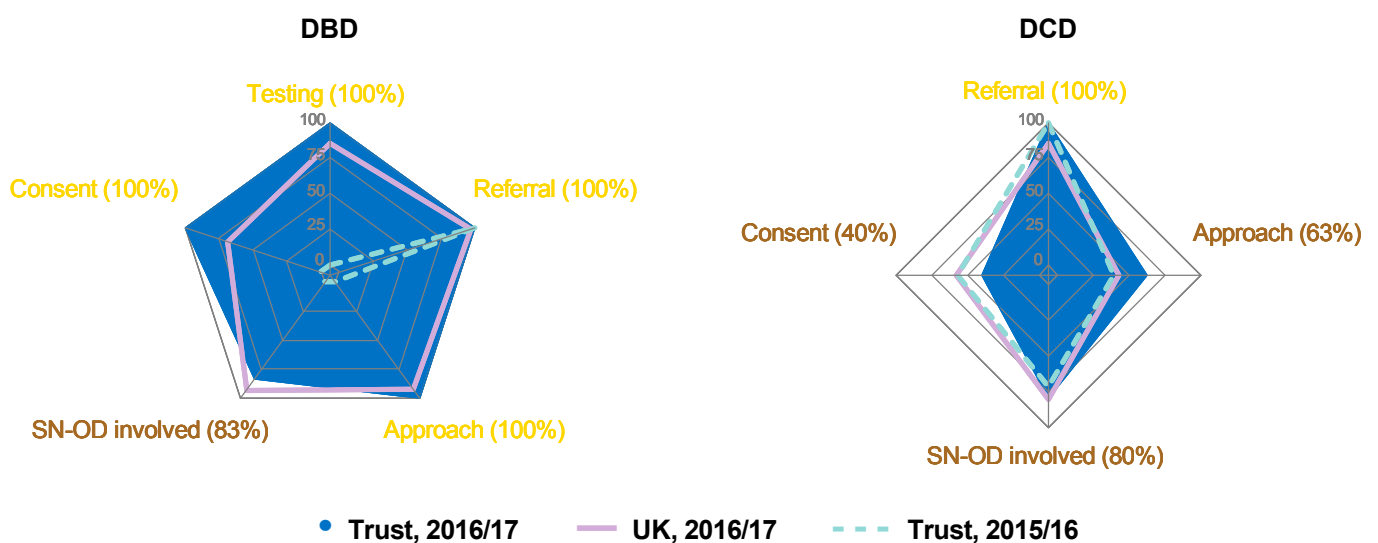 DBD
Testing (100%)
100
75
50
25
0
Consent (100%)
Referral (100%)
SN-OD involved (83%)
Approach (100%)
DCD
Referral (100%)
100
75
50
25
0
Consent (40%)
Approach (63%)
SN-OD involved (80%)
Trust, 2016/17
UK, 2016/17
Trust, 2015/16